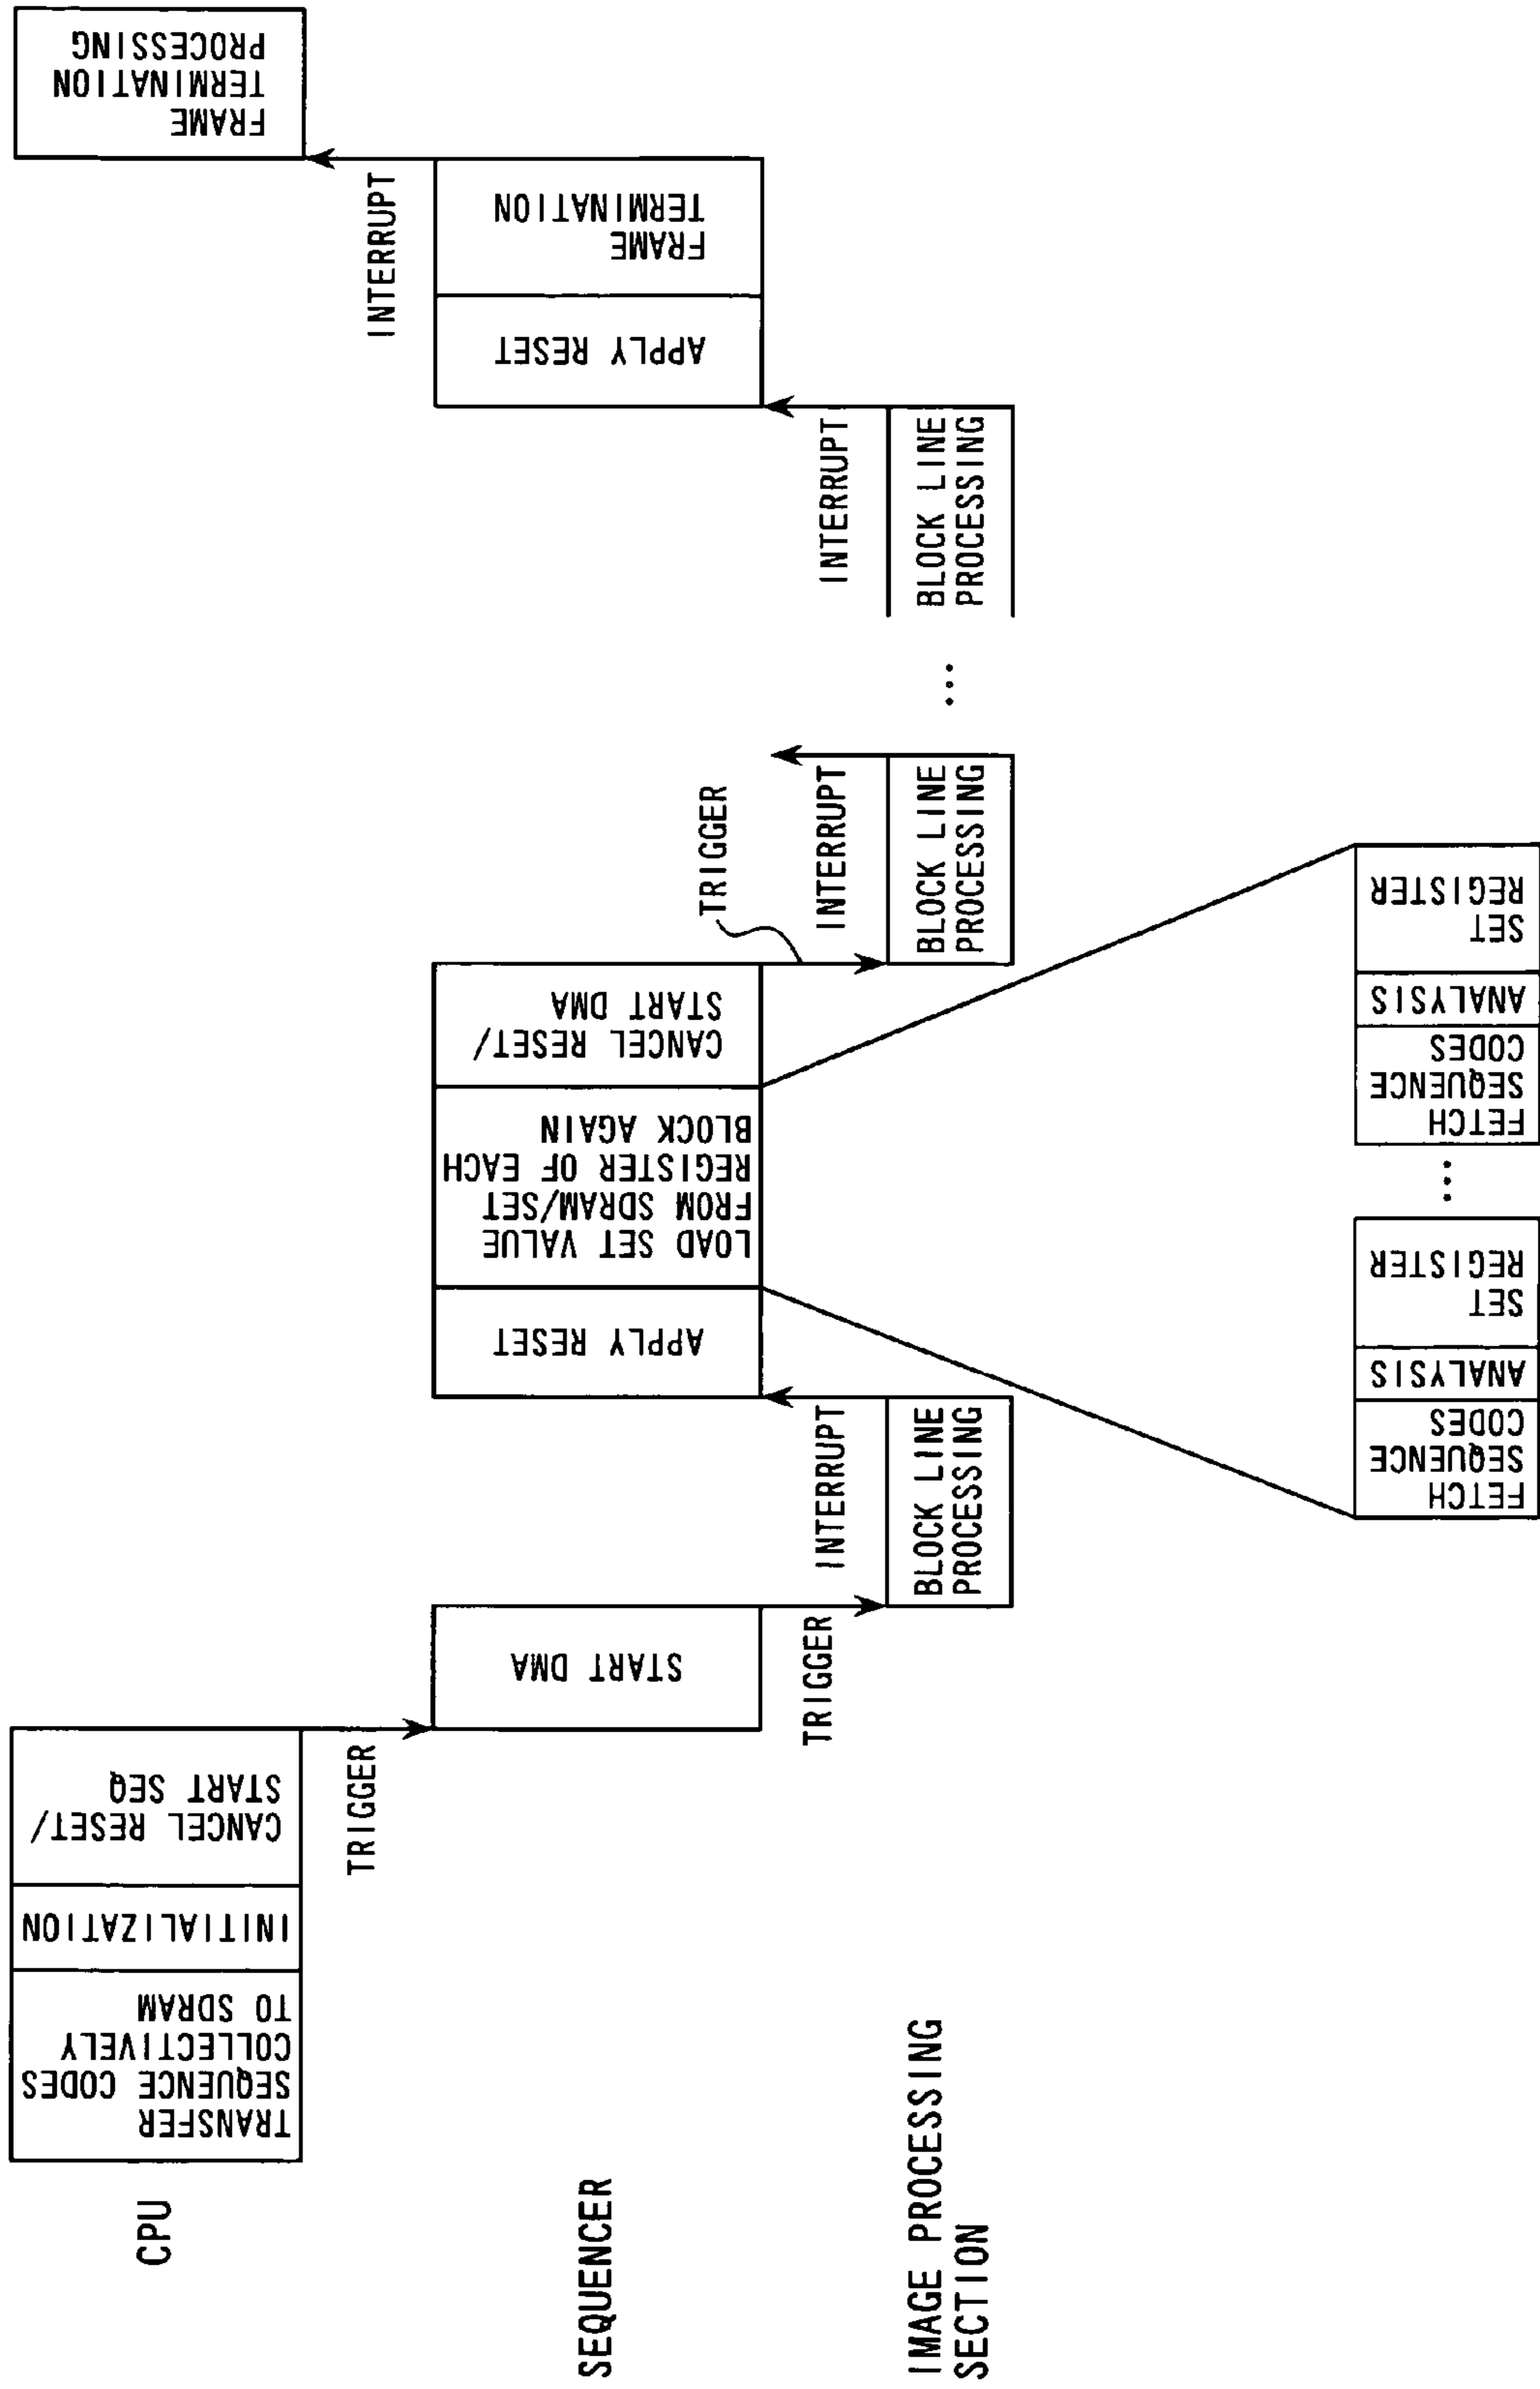 CPU
TRANSFER
SEQUENCE CODES
COLLECTIVELY
TO SDRAM
INITIALIZATION
CANCEL RESET/
START SEQ
TRIGGER
INTERRUPT
FRAME
TERMINATION
PROCESSING
SEQUENCER
START DMA
APPLY RESET
LOAD SET VALUE
FROM SDRAM/SET
REGISTER OF EACH
BLOCK AGAIN
CANCEL RESET/
START DMA
APPLY RESET
FRAME
TERMINATION
TRIGGER
INTERRUPT
TRIGGER
INTERRUPT
INTERRUPT
IMAGE PROCESSING
SECTION
BLOCK LINE
PROCESSING
BLOCK LINE
PROCESSING
...
BLOCK LINE
PROCESSING
FETCH
SEQUENCE
CODES
ANALYSIS
SET
REGISTER
...
FETCH
SEQUENCE
CODES
ANALYSIS
SET
REGISTER